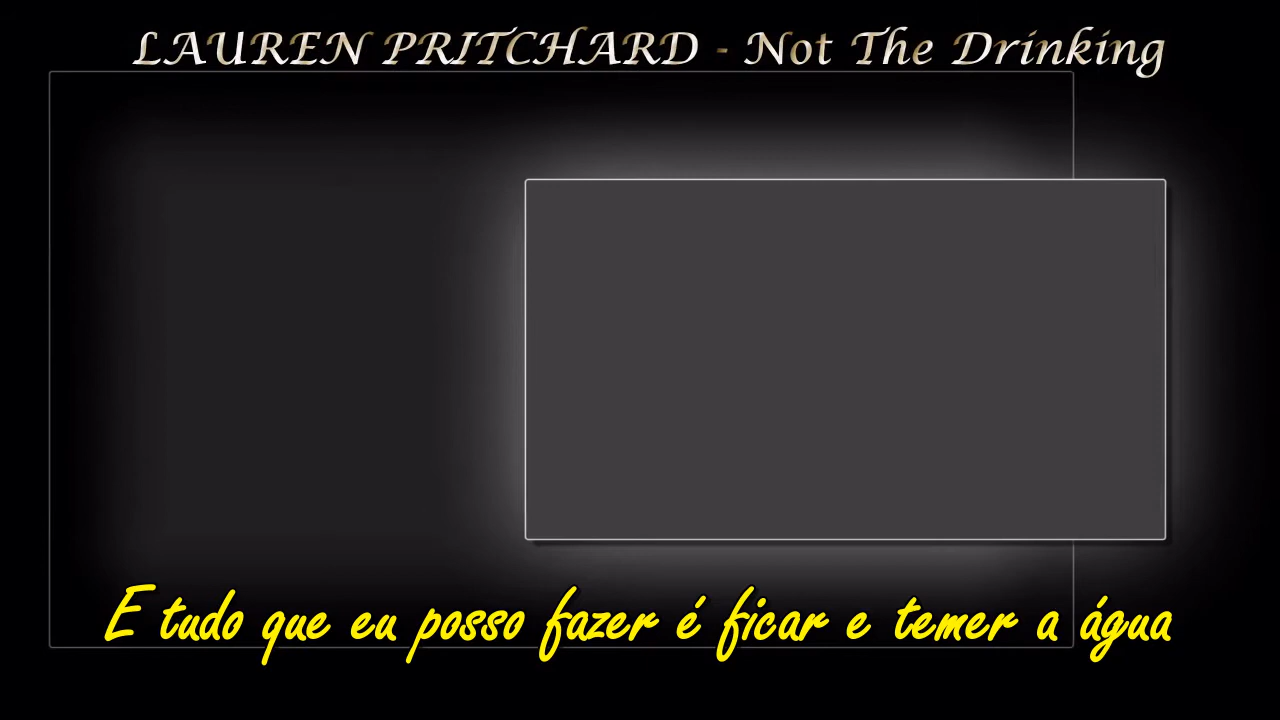 LAUREN PRITCHARD - Not The Drinking
E tudo que eu posso fazer é ficar e temer a água